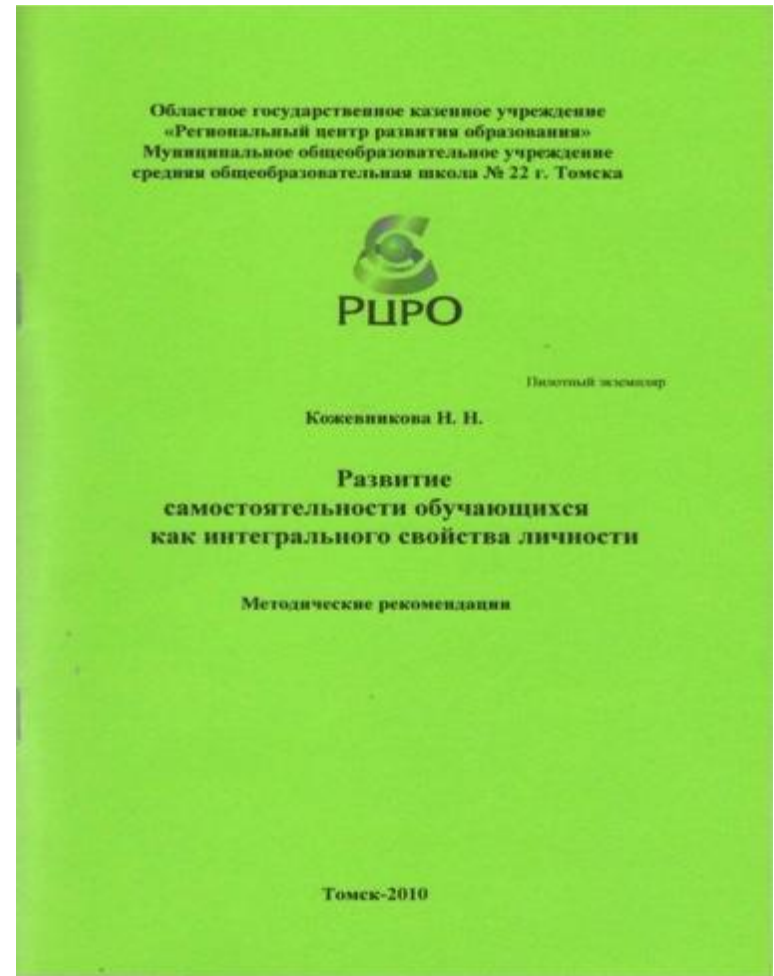 Областное государственное казенное учреждение
«Региональный центр развития образования»
Муниципальное общеобразовательное учреждение
средняя общеобразовательная школа № 22 г. Томска
РЦРО
Пилотный экземпляр
Кожевникова Н. Н.
Развитие
самостоятельности обучающихся
как интегрального свойства личности
Методические рекомендации
Томск-2010